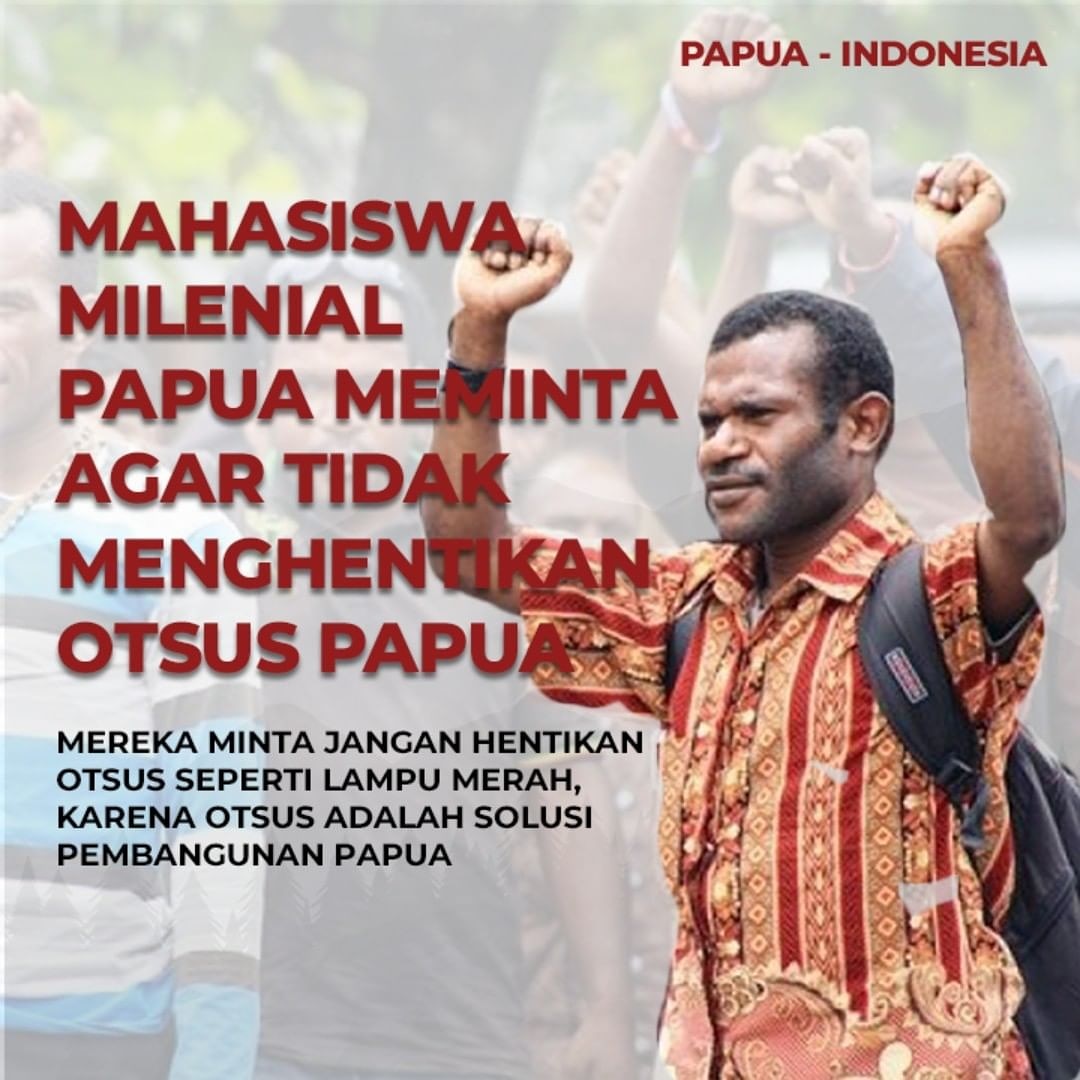 PAPUA - INDONESIA
MAHASISWA
MILENIAL
PAPUA MEMINTA
AGAR TIDAK
MENGHENTIKAN
OTSUS PAPUA
MEREKA MINTA JANGAN HENTIKAN
OTSUS SEPERTI LAMPU MERAH,
KARENA OTSUS ADALAH SOLUSI
PEMBANGUNAN PAPUA